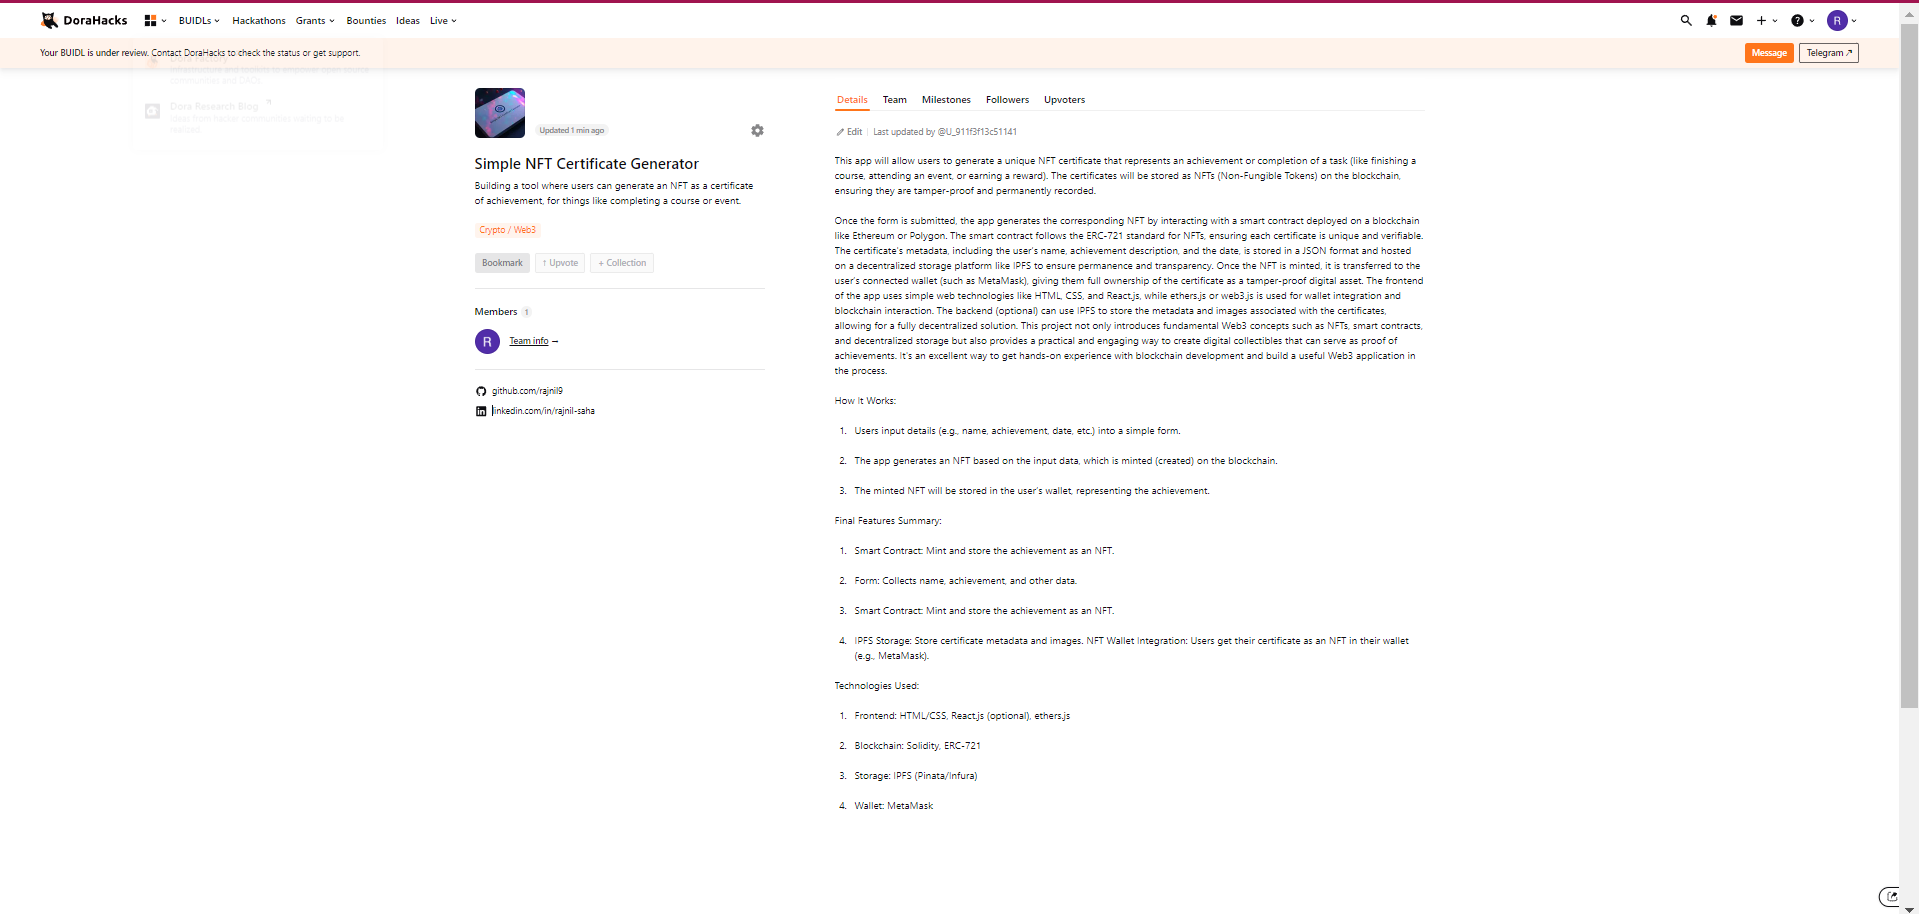 DoraHacks
BUIDLs
Hackathons
Grants
Bounties
Ideas
Live
R
Your BUIDL is under review. Contact DoraHacks to check the status or get support.
Message
Telegram ↗
Dora Factory
communities and DAOs
Dora Research Blog
Ideas from hacker communities waiting to be
realized
Updated 1 min ago
Simple NFT Certificate Generator
Building a tool where users can generate an NFT as a certificate
of achievement, for things like completing a course or event.
Crypto / Web3
Bookmark
↑ Upvote
+ Collection
Members 1
R
Team info →
github.com/rajnil9
linkedin.com/in/rajnil-saha
Details
Team
Milestones
Followers
Upvoters
Edit | Last updated by @U_911f3f13c51141
This app will allow users to generate a unique NFT certificate that represents an achievement or completion of a task (like finishing a
course, attending an event, or earning a reward). The certificates will be stored as NFTs (Non-Fungible Tokens) on the blockchain,
ensuring they are tamper-proof and permanently recorded.
Once the form is submitted, the app generates the corresponding NFT by interacting with a smart contract deployed on a blockchain
like Ethereum or Polygon. The smart contract follows the ERC-721 standard for NFTs, ensuring each certificate is unique and verifiable.
The certificate's metadata, including the user's name, achievement description, and the date, is stored in a JSON format and hosted
on a decentralized storage platform like IPFS to ensure permanence and transparency. Once the NFT is minted, it is transferred to the
user's connected wallet (such as MetaMask), giving them full ownership of the certificate as a tamper-proof digital asset. The frontend
of the app uses simple web technologies like HTML, CSS, and React.js, while ethers.js or web3.js is used for wallet integration and
blockchain interaction. The backend (optional) can use IPFS to store the metadata and images associated with the certificates,
allowing for a fully decentralized solution. This project not only introduces fundamental Web3 concepts such as NFTs, smart contracts,
and decentralized storage but also provides a practical and engaging way to create digital collectibles that can serve as proof of
achievements. It's an excellent way to get hands-on experience with blockchain development and build a useful Web3 application in
the process.
How It Works:
1. Users input details (e.g., name, achievement, date, etc.) into a simple form.
2. The app generates an NFT based on the input data, which is minted (created) on the blockchain.
3. The minted NFT will be stored in the user's wallet, representing the achievement.
Final Features Summary:
1. Smart Contract: Mint and store the achievement as an NFT.
2. Form: Collects name, achievement, and other data.
3. Smart Contract: Mint and store the achievement as an NFT.
4. IPFS Storage: Store certificate metadata and images. NFT Wallet Integration: Users get their certificate as an NFT in their wallet
(e.g., MetaMask).
Technologies Used:
1. Frontend: HTML/CSS, React.js (optional), ethers.js
2. Blockchain: Solidity, ERC-721
3. Storage: IPFS (Pinata/Infura)
4. Wallet: MetaMask